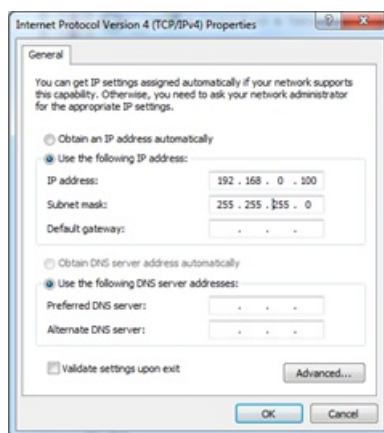 Internet Protocol Version 4 (TCP/IPv4) Properties
General
You can get IP settings assigned automatically if your network supports
this capability. Otherwise, you need to ask your network administrator
for the appropriate IP settings.
Obtain an IP address automatically
Use the following IP address:
IP address: 192 . 168 . 0 . 100
Subnet mask: 255 . 255 . 255 . 0
Default gateway: . . .
Obtain DNS server address automatically
Use the following DNS server addresses:
Preferred DNS server: . . .
Alternate DNS server: . . .
Validate settings upon exit
Advanced...
OK Cancel